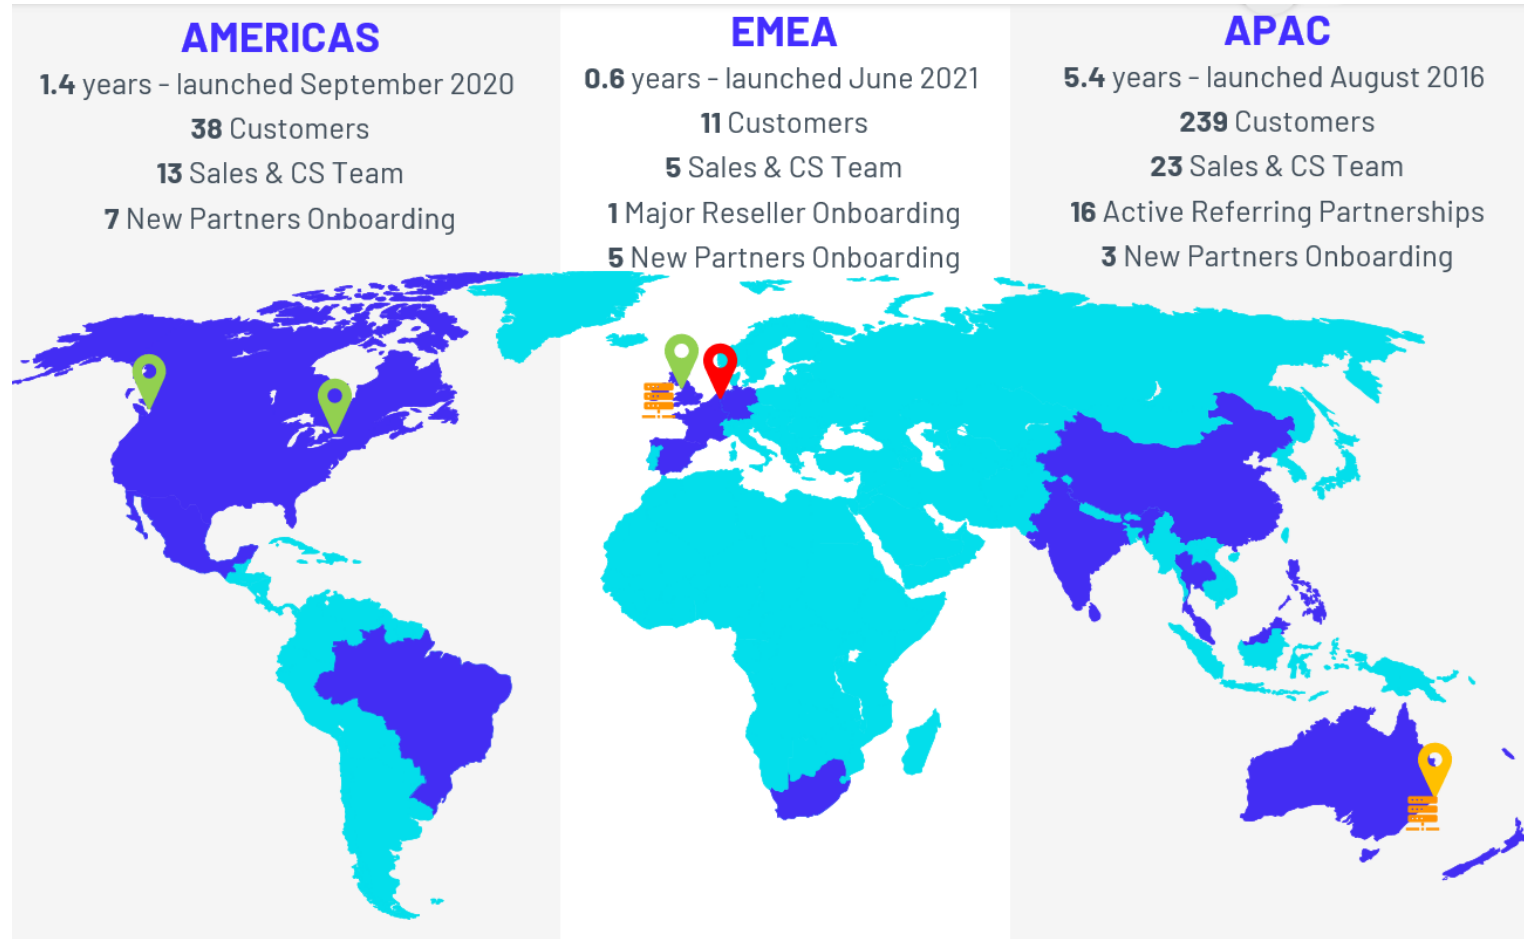 AMERICAS
1.4 years - launched September 2020
38 Customers
13 Sales & CS Team
7 New Partners Onboarding
EMEA
0.6 years - launched June 2021
11 Customers
5 Sales & CS Team
1 Major Reseller Onboarding
5 New Partners Onboarding
APAC
5.4 years - launched August 2016
239 Customers
23 Sales & CS Team
16 Active Referring Partnerships
3 New Partners Onboarding